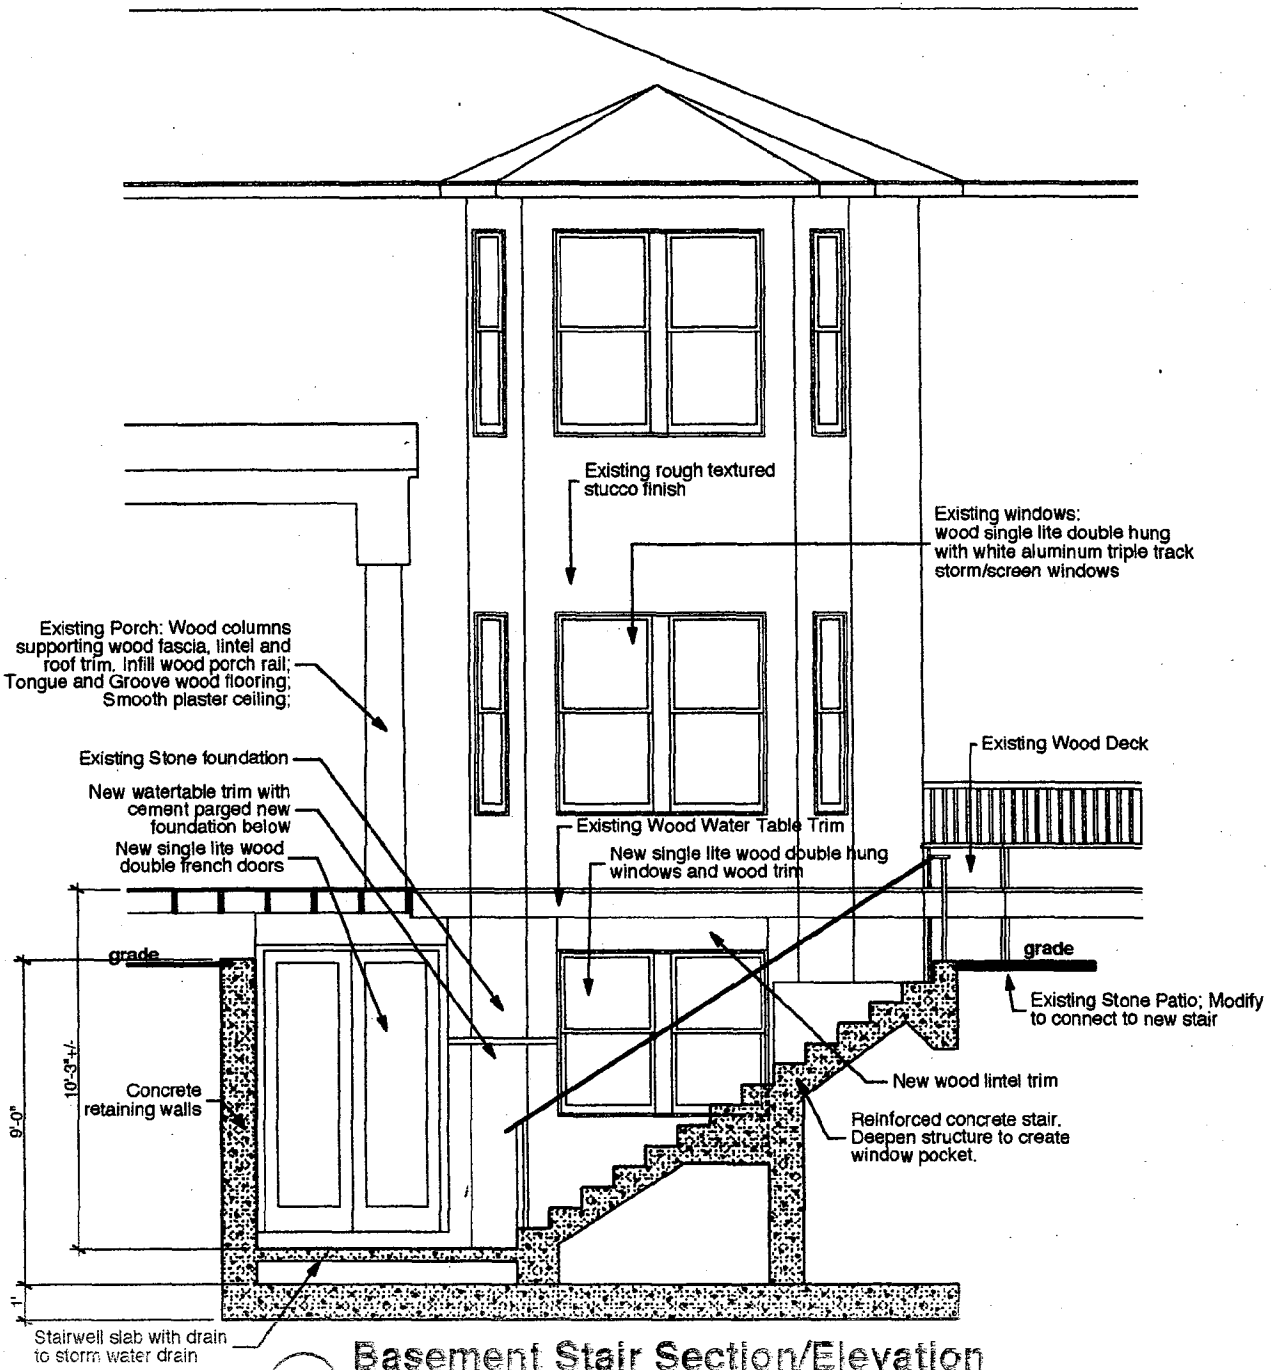 Existing rough textured
stucco finish
Existing windows:
wood single lite double hung
with white aluminum triple track
storm/screen windows
Existing Porch: Wood columns
supporting wood fascia, lintel and
roof trim. Infill wood porch rail;
Tongue and Groove wood flooring;
Smooth plaster ceiling;
Existing Stone foundation
Existing Wood Deck
New watertable trim with
cement parged new
foundation below
Existing Wood Water Table Trim
New single lite wood
double french doors
New single lite wood double hung
windows and wood trim
grade
grade
Existing Stone Patio; Modify
to connect to new stair
10'-3"+/-
9'-0"
1'
Concrete
retaining walls
New wood lintel trim
Reinforced concrete stair.
Deepen structure to create
window pocket.
Stairwell slab with drain
to storm water drain
Basement Stair Section/Elevation